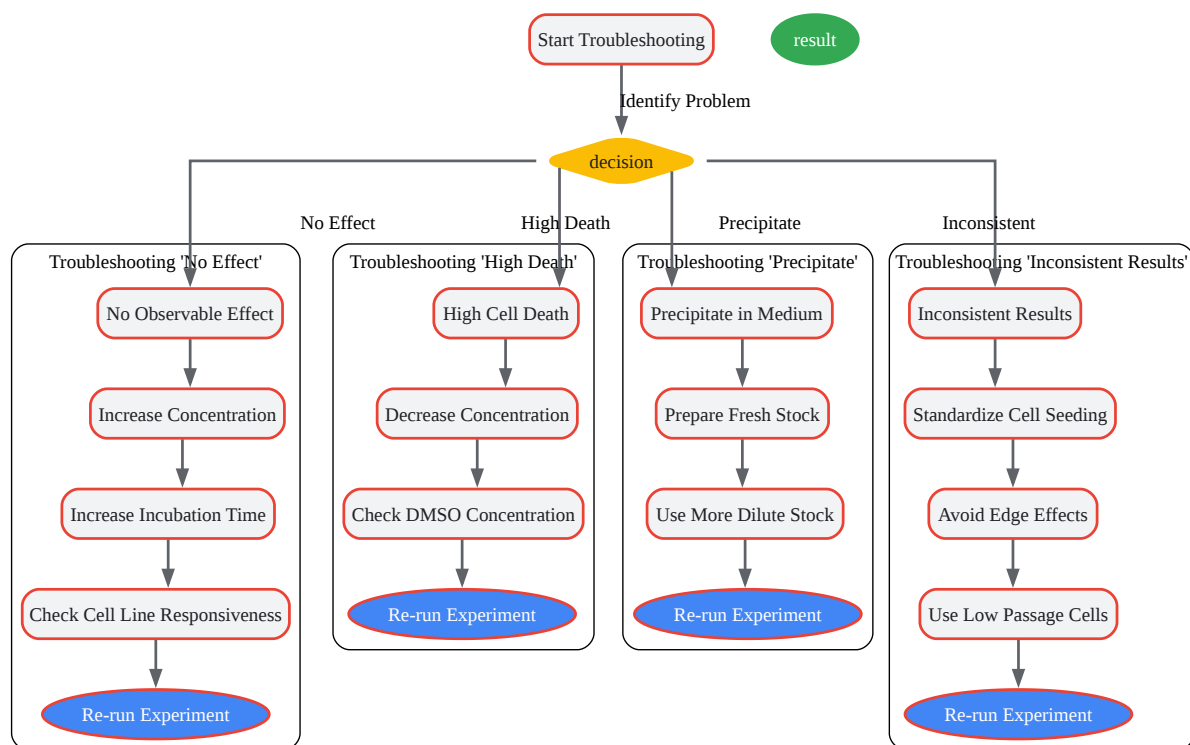 Start Troubleshooting
result
Identify Problem
decision
No Effect
High Death
Precipitate
Inconsistent
Troubleshooting 'No Effect'
No Observable Effect
Increase Concentration
Increase Incubation Time
Check Cell Line Responsiveness
Re-run Experiment
Troubleshooting 'High Death'
High Cell Death
Decrease Concentration
Check DMSO Concentration
Re-run Experiment
Troubleshooting 'Precipitate'
Precipitate in Medium
Prepare Fresh Stock
Use More Dilute Stock
Re-run Experiment
Troubleshooting 'Inconsistent Results'
Inconsistent Results
Standardize Cell Seeding
Avoid Edge Effects
Use Low Passage Cells
Re-run Experiment